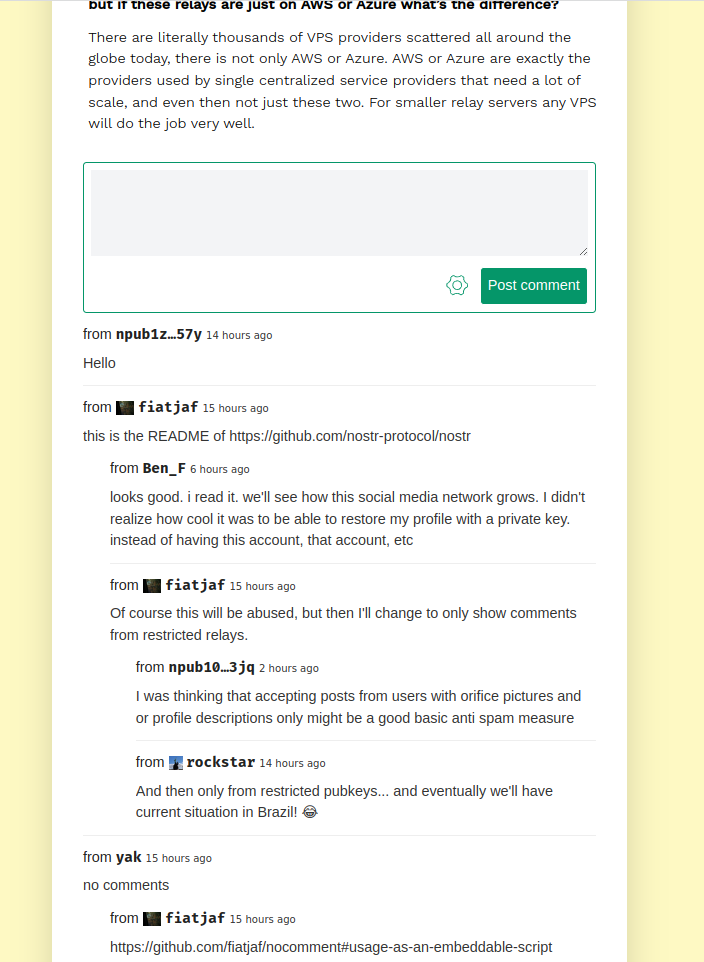 but if these relays are just on AWS or Azure what's the difference?
There are literally thousands of VPS providers scattered all around the
globe today, there is not only AWS or Azure. AWS or Azure are exactly the
providers used by single centralized service providers that need a lot of
scale, and even then not just these two. For smaller relay servers any VPS
will do the job very well.
Post comment
from npub1z…57y 14 hours ago
Hello
from fiatjaf 15 hours ago
this is the README of https://github.com/nostr-protocol/nostr
from Ben_F 6 hours ago
looks good. i read it. we'll see how this social media network grows. I didn't
realize how cool it was to be able to restore my profile with a private key.
instead of having this account, that account, etc
from fiatjaf 15 hours ago
Of course this will be abused, but then I'll change to only show comments
from restricted relays.
from npub10…3jq 2 hours ago
I was thinking that accepting posts from users with orifice pictures and
or profile descriptions only might be a good basic anti spam measure
from rockstar 14 hours ago
And then only from restricted pubkeys... and eventually we'll have
current situation in Brazil! 😂
from yak 15 hours ago
no comments
from fiatjaf 15 hours ago
https://github.com/fiatjaf/nocomment#usage-as-an-embeddable-script